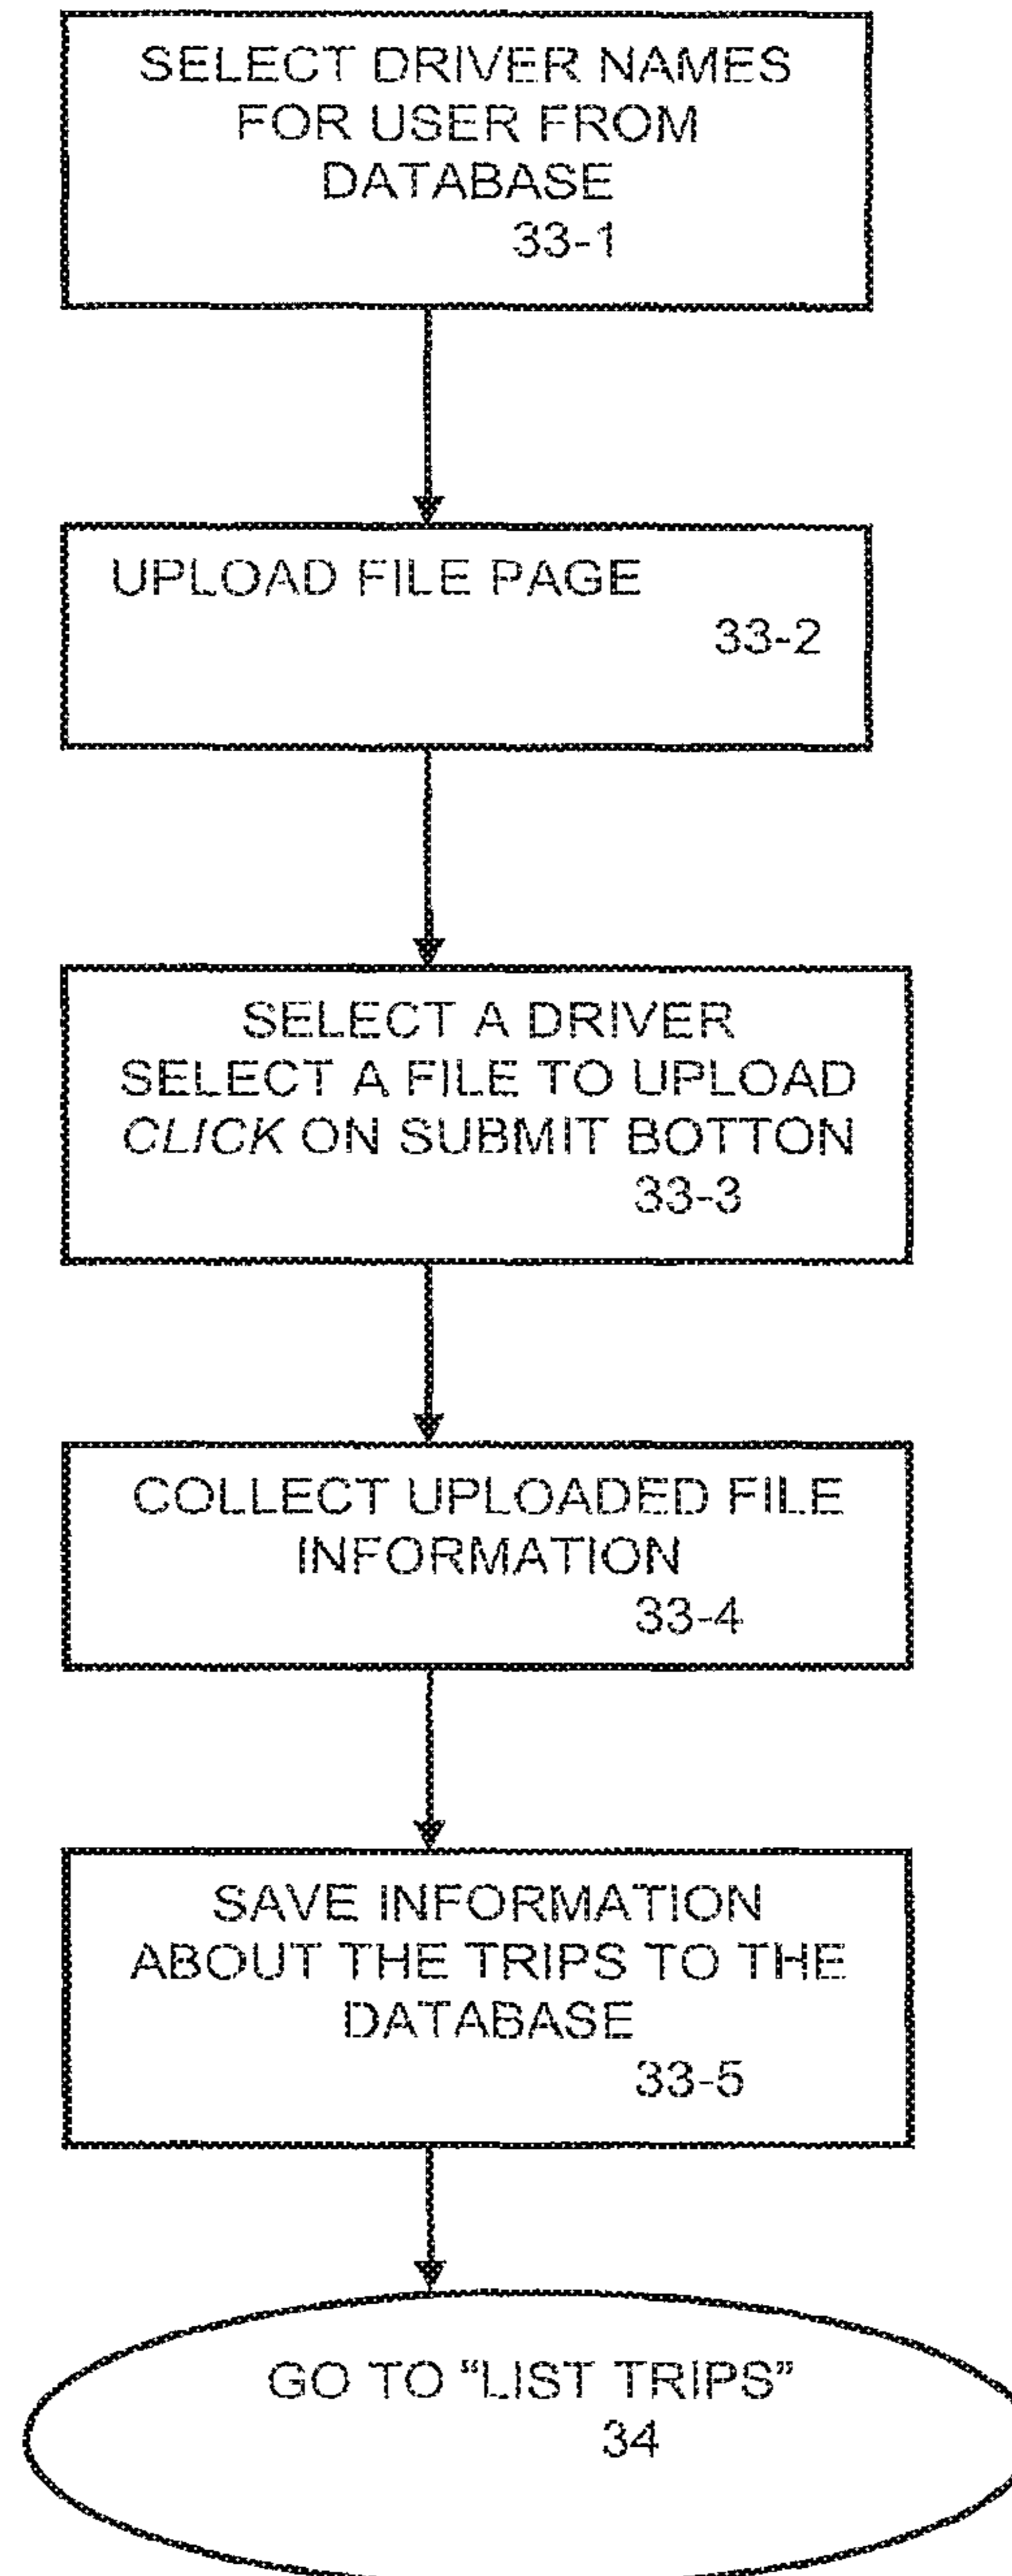 SELECT DRIVER NAMES
FOR USER FROM
DATABASE
33-1
UPLOAD FILE PAGE
33-2
SELECT A DRIVER
SELECT A FILE TO UPLOAD
CLICK ON SUBMIT BOTTON
33-3
COLLECT UPLOADED FILE
INFORMATION
33-4
SAVE INFORMATION
ABOUT THE TRIPS TO THE
DATABASE
33-5
GO TO “LIST TRIPS”
34